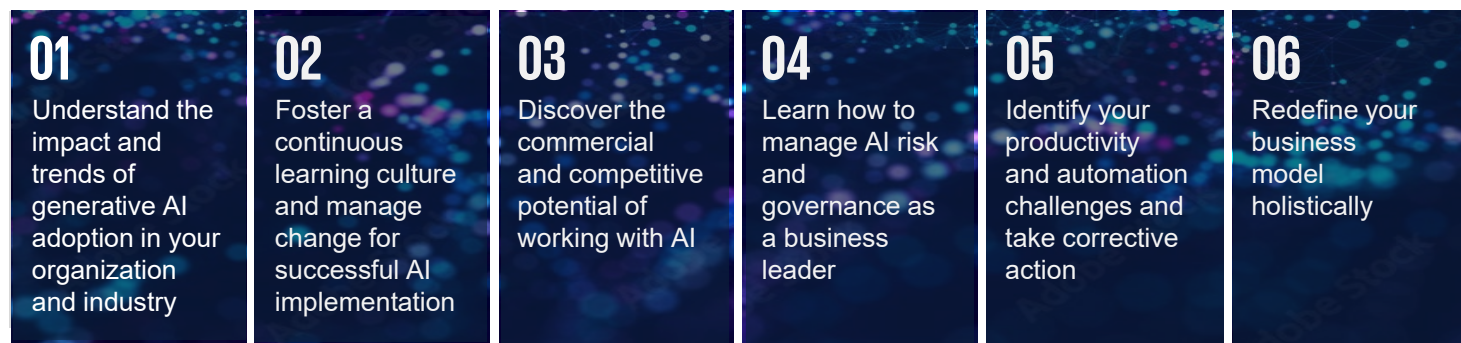 01
Understand the
impact and
trends of
generative AI
adoption in your
organization
and industry
02
Foster a
continuous
learning culture
and manage
change for
successful AI
implementation
03
Discover the
commercial
and competitive
potential of
working with AI
04
Learn how to
manage AI risk
and
governance as
a business
leader
05
Identify your
productivity
and automation
challenges and
take corrective
action
06
Redefine your
business
model
holistically
Adobe Stock